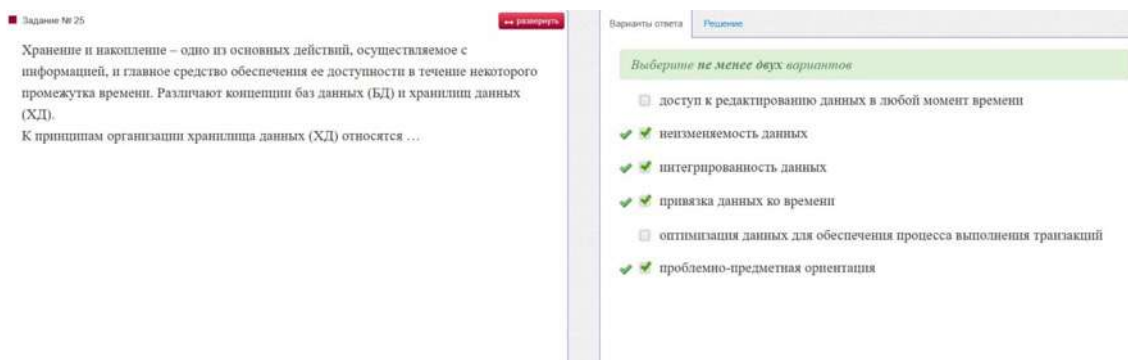 Задание № 25
развернуть
Хранение и накопление – одно из основных действий, осуществляемое с
информацией, и главное средство обеспечения ее доступности в течение некоторого
промежутка времени. Различают концепции баз данных (БД) и хранилищ данных
(ХД).
К принципам организации хранилища данных (ХД) относятся …
Варианты ответа
Решение
Выберите не менее двух вариантов
доступ к редактированию данных в любой момент времени
неизменяемость данных
интегрированность данных
привязка данных ко времени
оптимизация данных для обеспечения процесса выполнения транзакций
проблемно-предметная ориентация